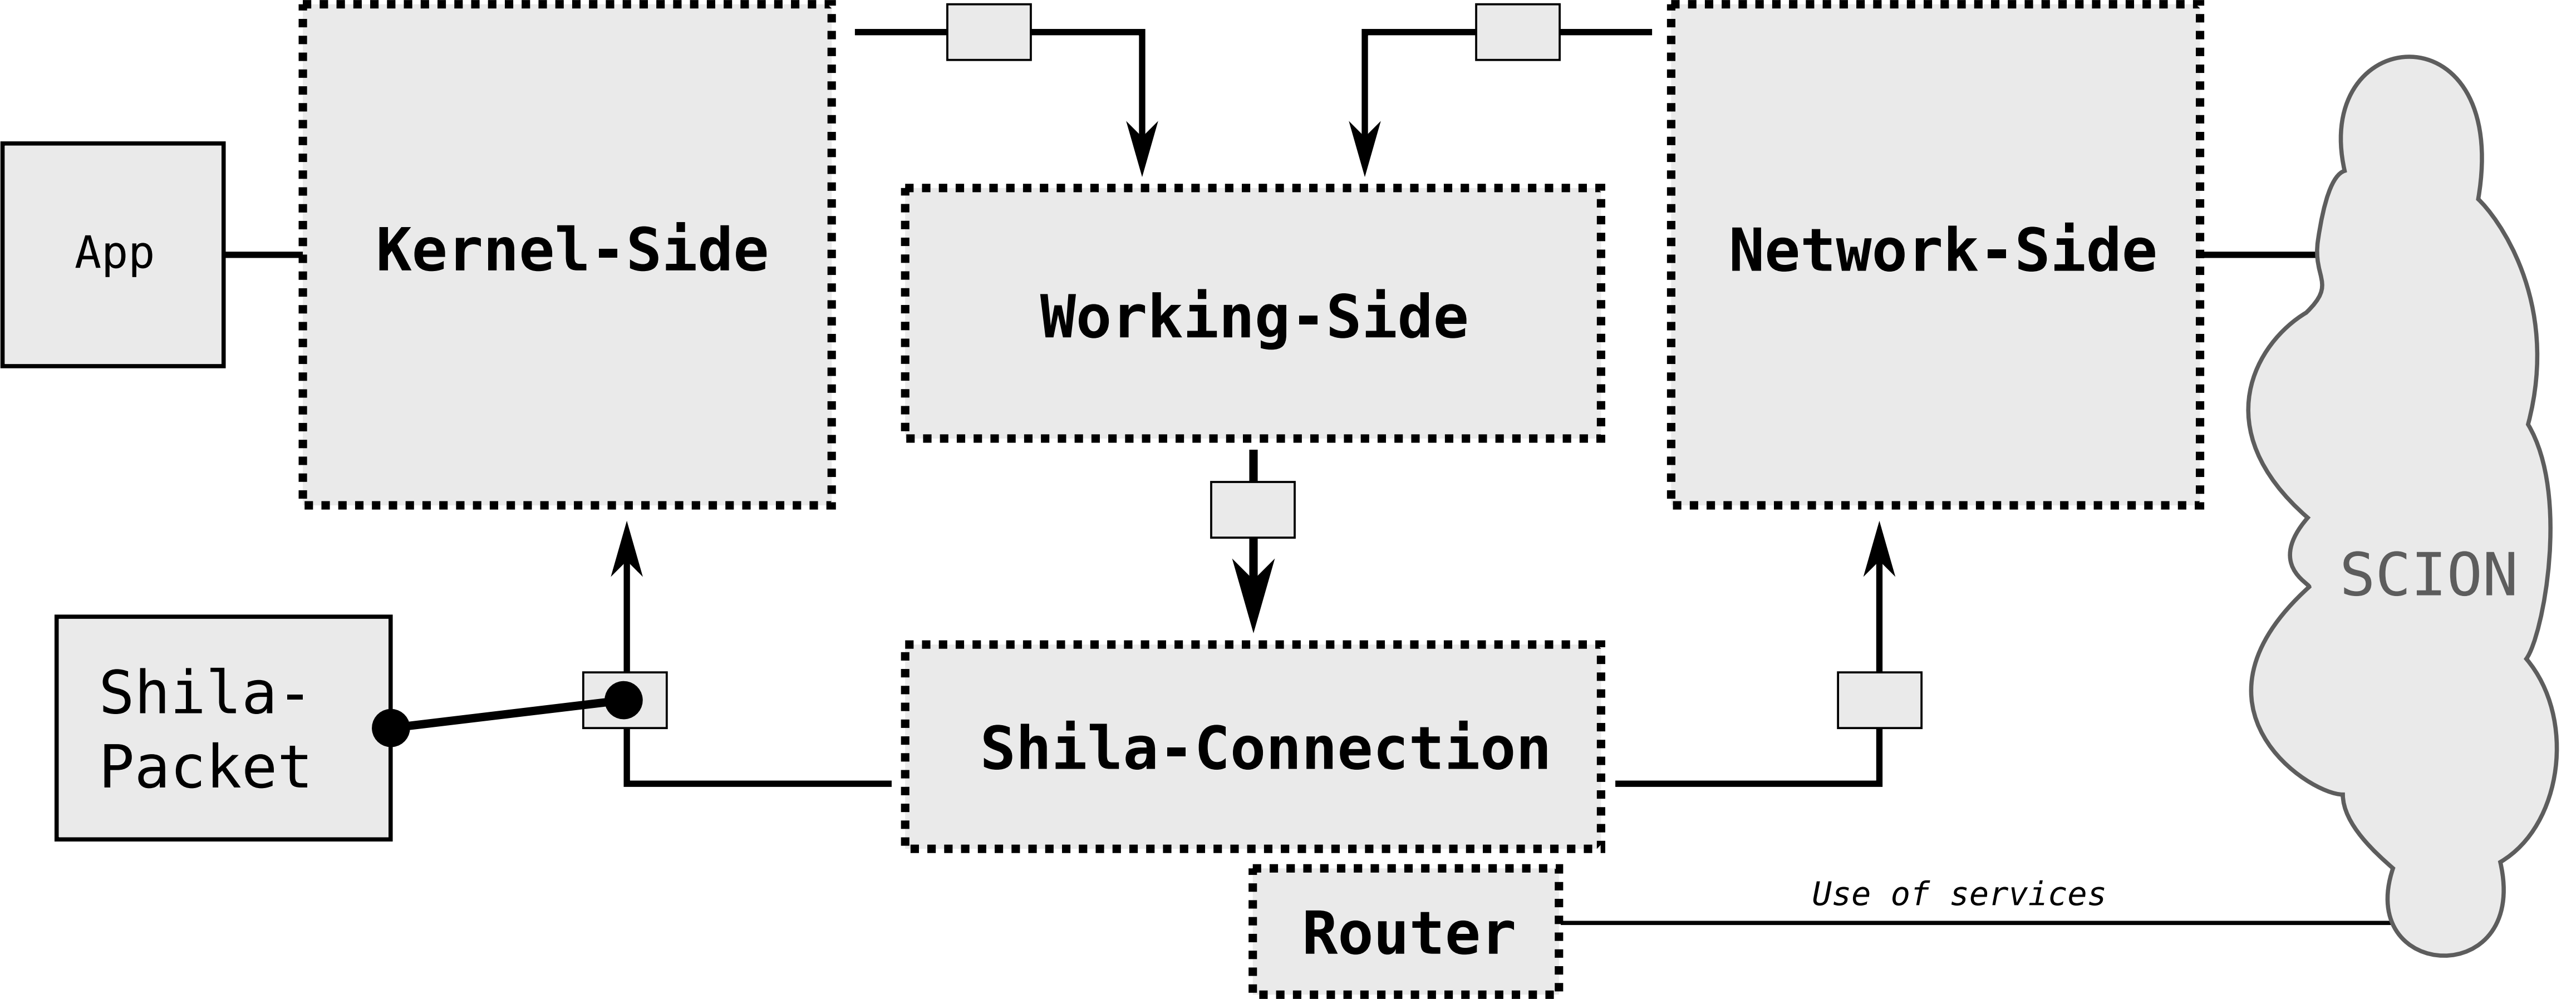 App
Kernel-Side
Working-Side
Network-Side
SCION
Shila-
Packet
Shila-Connection
Use of services
Router